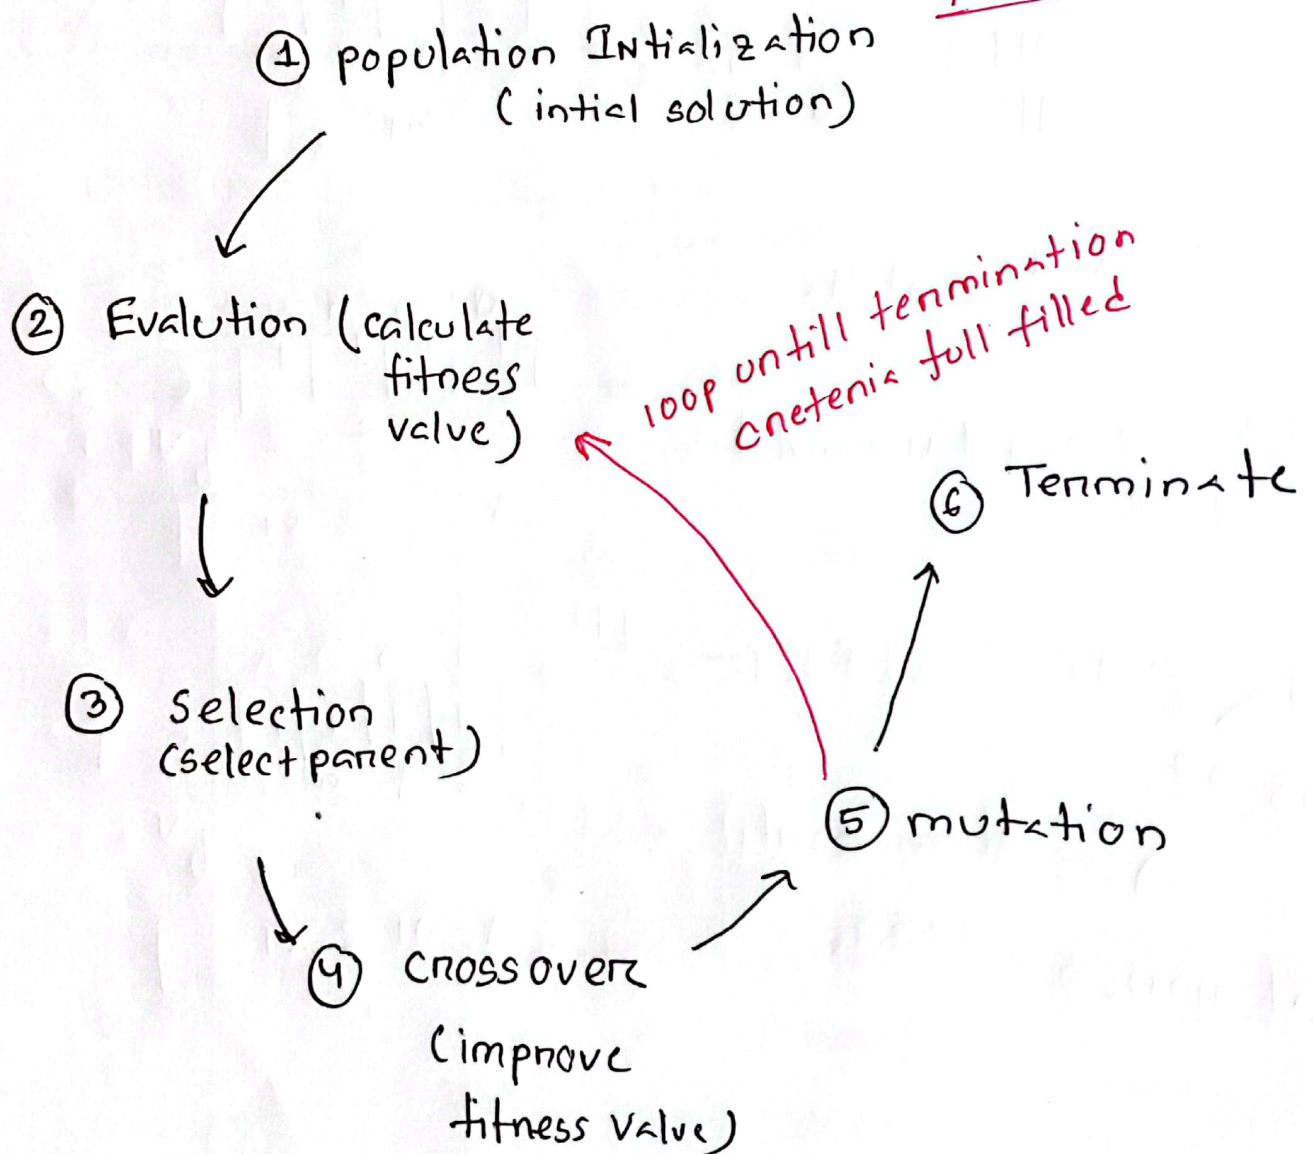 ① population Intialization
(intial solution)
② Evalution (calculate
fitness
value)
loop untill termination
creteria full filled
⑥ Terminate
③ selection
(select parent)
⑤ mutation
④ crossover
(improve
fitness value)